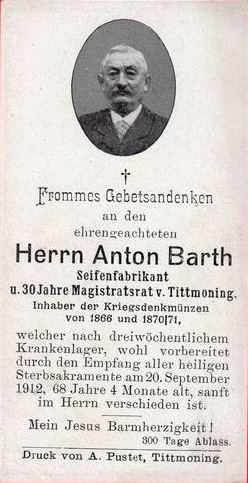 †
Frommes Gebetsandenken
an den
ehrengeachteten
Herrn Anton Barth
Seifenfabrikant
u. 30 Jahre Magistratsrat v. Tittmoning,
Inhaber der Kriegsdenkmünzen
von 1866 und 1870|71,
welcher nach dreiwöchentlichem
Krankenlager, wohl vorbereitet
durch den Empfang aller heiligen
Sterbsakramente am 20. September
1912, 68 Jahre 4 Monate alt, sanft
im Herrn verschieden ist.
Mein Jesus Barmherzigkeit!
300 Tage Ablass.
Druck von A. Pustet, Tittmoning.